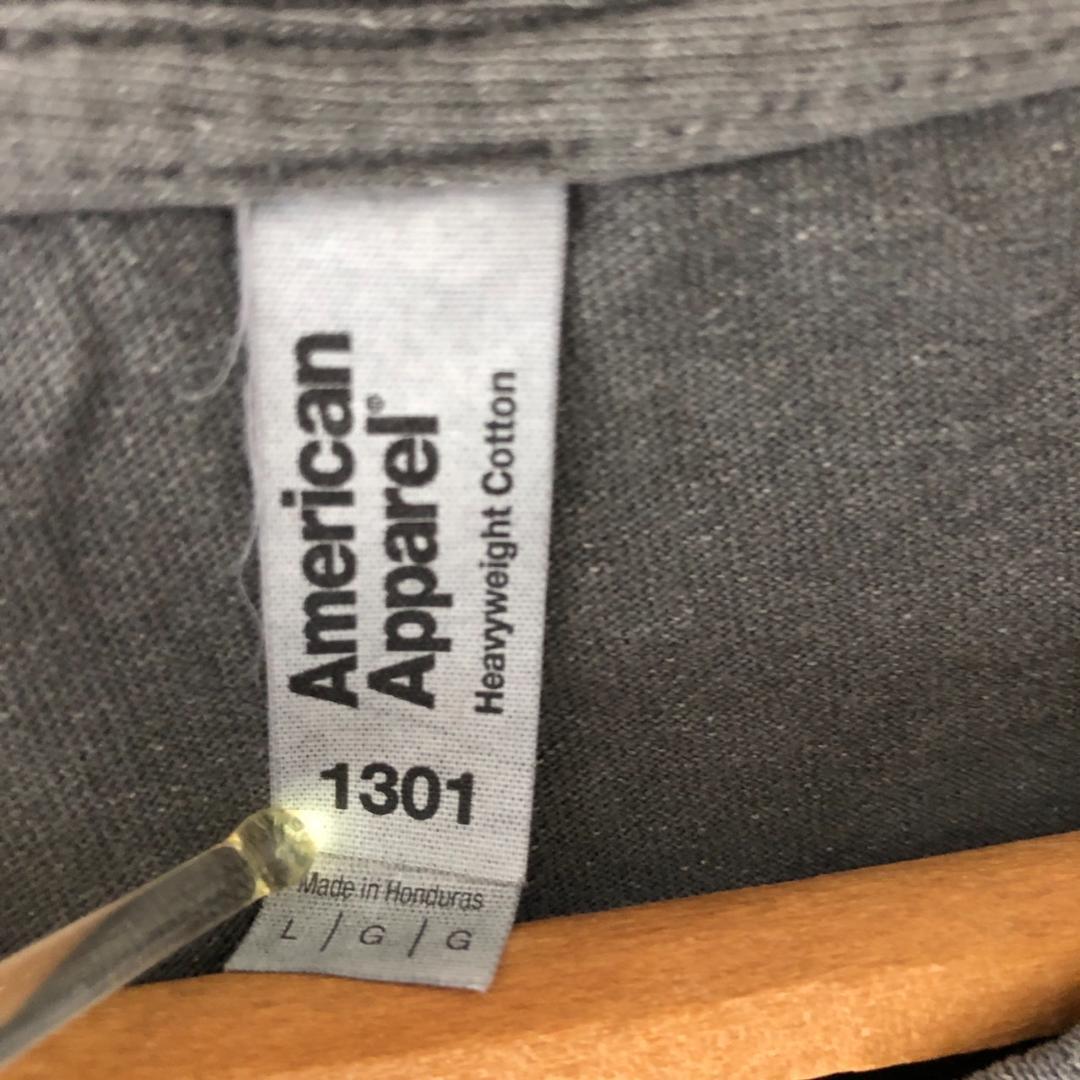 American
Apparel®
Heavyweight Cotton
1301
Made in Honduras
L / G / G